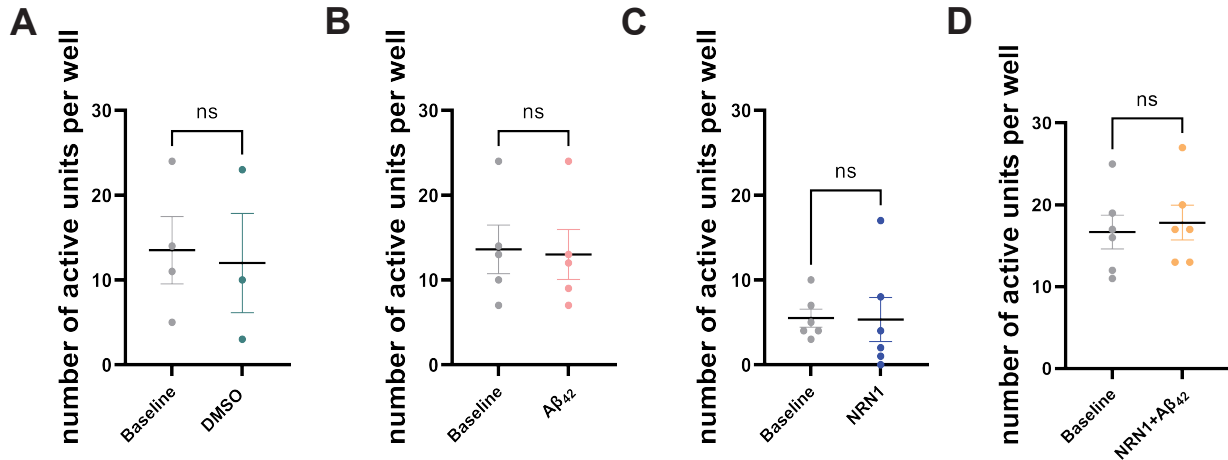 A
number of active units per well
30
20
10
0
ns
Baseline
DMSO
B
number of active units per well
30
20
10
0
ns
Baseline
Aβ₄₂
C
number of active units per well
30
20
10
0
ns
Baseline
NRN1
D
number of active units per well
30
20
10
0
ns
Baseline
NRN1+Aβ₄₂